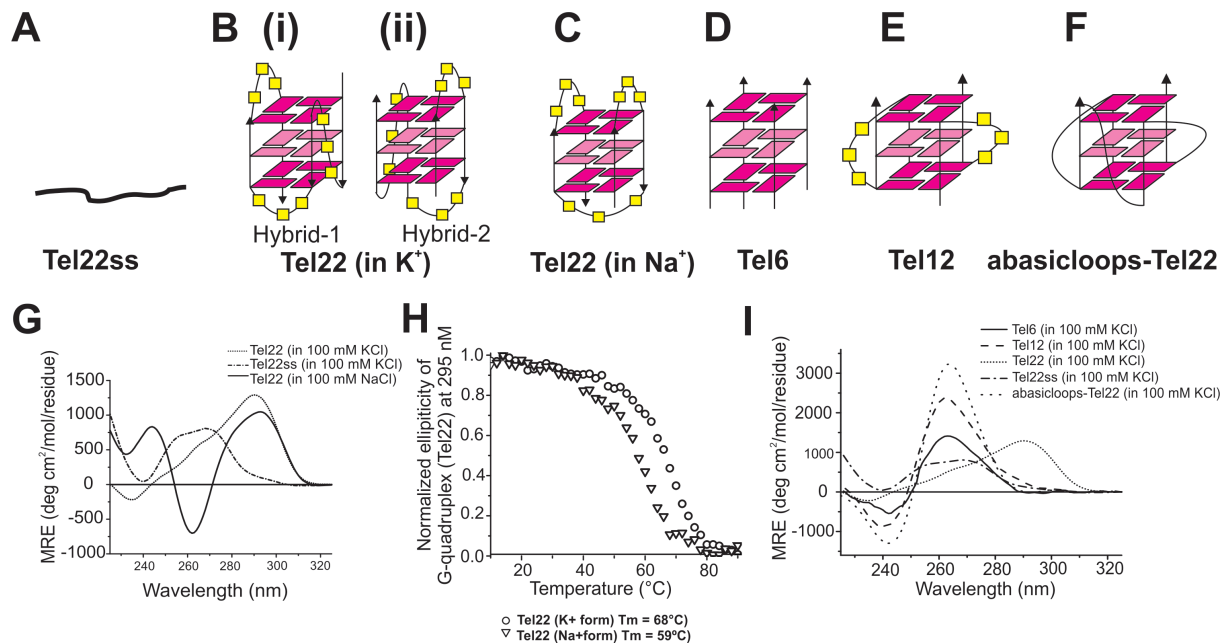 A
B
(i)
(ii)
C
D
E
F
Hybrid-1
Hybrid-2
Tel22ss
Tel22 (in K⁺)
Tel22 (in Na⁺)
Tel6
Tel12
abasicloops-Tel22
G
Tel22 (in 100 mM KCl)
Tel22ss (in 100 mM KCl)
Tel22 (in 100 mM NaCl)
MRE (deg cm²/mol/residue)
1500
1000
500
0
-500
-1000
240
260
280
300
320
Wavelength (nm)
H
Normalized ellipiticity of
G-quadruplex (Tel22) at 295 nM
1.0
0.8
0.6
0.4
0.2
0.0
20
40
60
80
Temperature (°C)
Tel22 (K+ form) Tm = 68°C
Tel22 (Na+form) Tm = 59°C
I
Tel6 (in 100 mM KCl)
Tel12 (in 100 mM KCl)
Tel22 (in 100 mM KCl)
Tel22ss (in 100 mM KCl)
abasicloops-Tel22 (in 100 mM KCl)
MRE (deg cm²/mol/residue)
3000
2000
1000
0
-1000
240
260
280
300
320
Wavelength (nm)